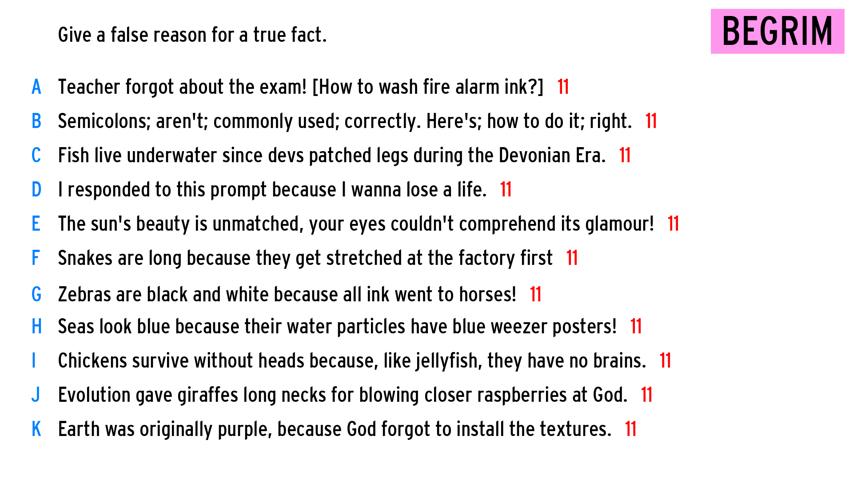 Give a false reason for a true fact.
BEGRIM
A Teacher forgot about the exam! [How to wash fire alarm ink?] 11
B Semicolons; aren't; commonly used; correctly. Here's; how to do it; right. 11
C Fish live underwater since devs patched legs during the Devonian Era. 11
D I responded to this prompt because I wanna lose a life. 11
E The sun's beauty is unmatched, your eyes couldn't comprehend its glamour! 11
F Snakes are long because they get stretched at the factory first 11
G Zebras are black and white because all ink went to horses! 11
H Seas look blue because their water particles have blue weezer posters! 11
I Chickens survive without heads because, like jellyfish, they have no brains. 11
J Evolution gave giraffes long necks for blowing closer raspberries at God. 11
K Earth was originally purple, because God forgot to install the textures. 11